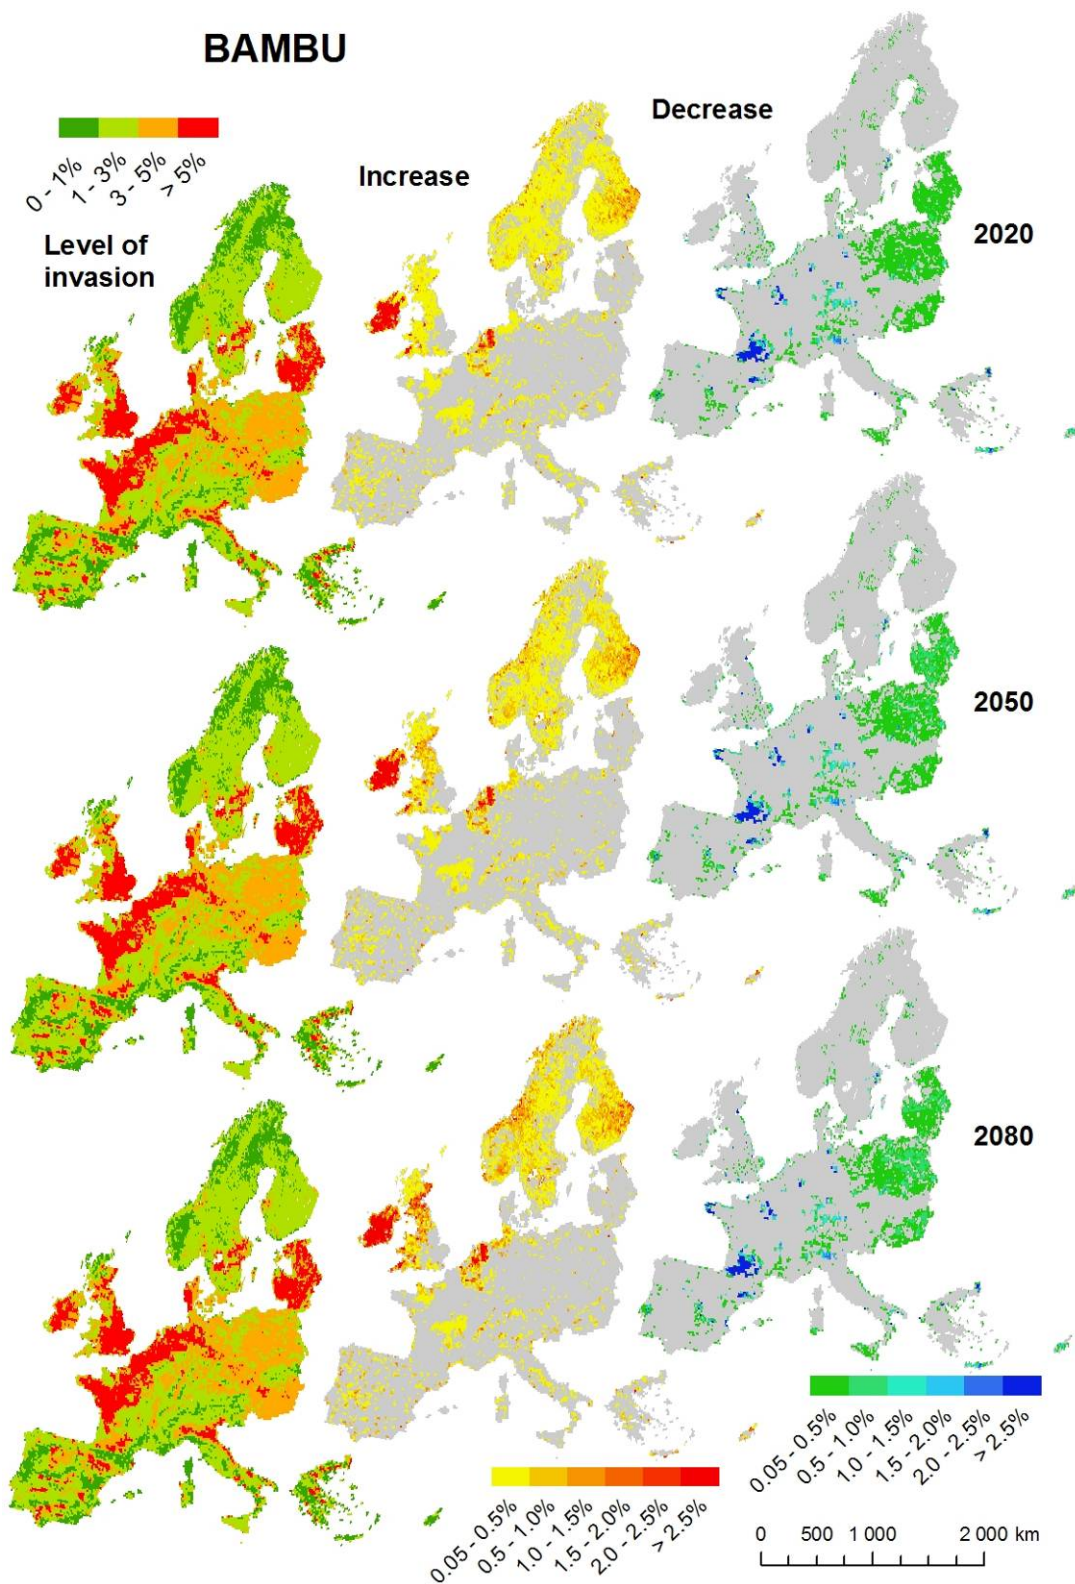 BAMBU
0 - 1%
1 - 3%
3 - 5%
> 5%
Level of
invasion
Increase
Decrease
2020
2050
2080
0.05 - 0.5%
0.5 - 1.0%
1.0 - 1.5%
1.5 - 2.0%
2.0 - 2.5%
> 2.5%
0.05 - 0.5%
0.5 - 1.0%
1.0 - 1.5%
1.5 - 2.0%
2.0 - 2.5%
> 2.5%
0 500 1 000 2 000 km